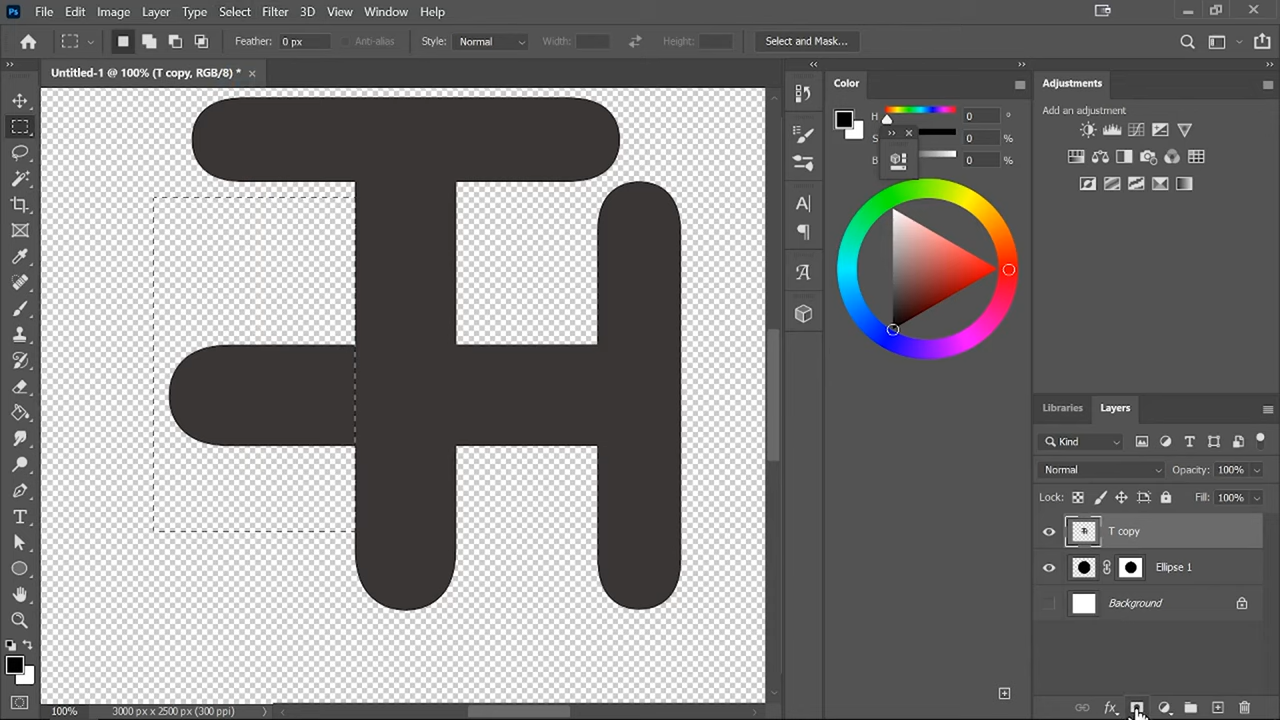 Ps File Edit Image Layer Type Select Filter 3D View Window Help
Feather: 0 px Anti-alias Style: Normal Width: Height: Select and Mask...
Untitled-1 @ 100% (T copy, RGB/8) * ×
Color
H 0 °
S 0 %
B 0 %
Adjustments
Add an adjustment
Libraries Layers
Kind
Normal Opacity: 100%
Lock: Fill: 100%
T copy
Ellipse 1
Background
100% 3000 px x 2500 px (300 ppi)